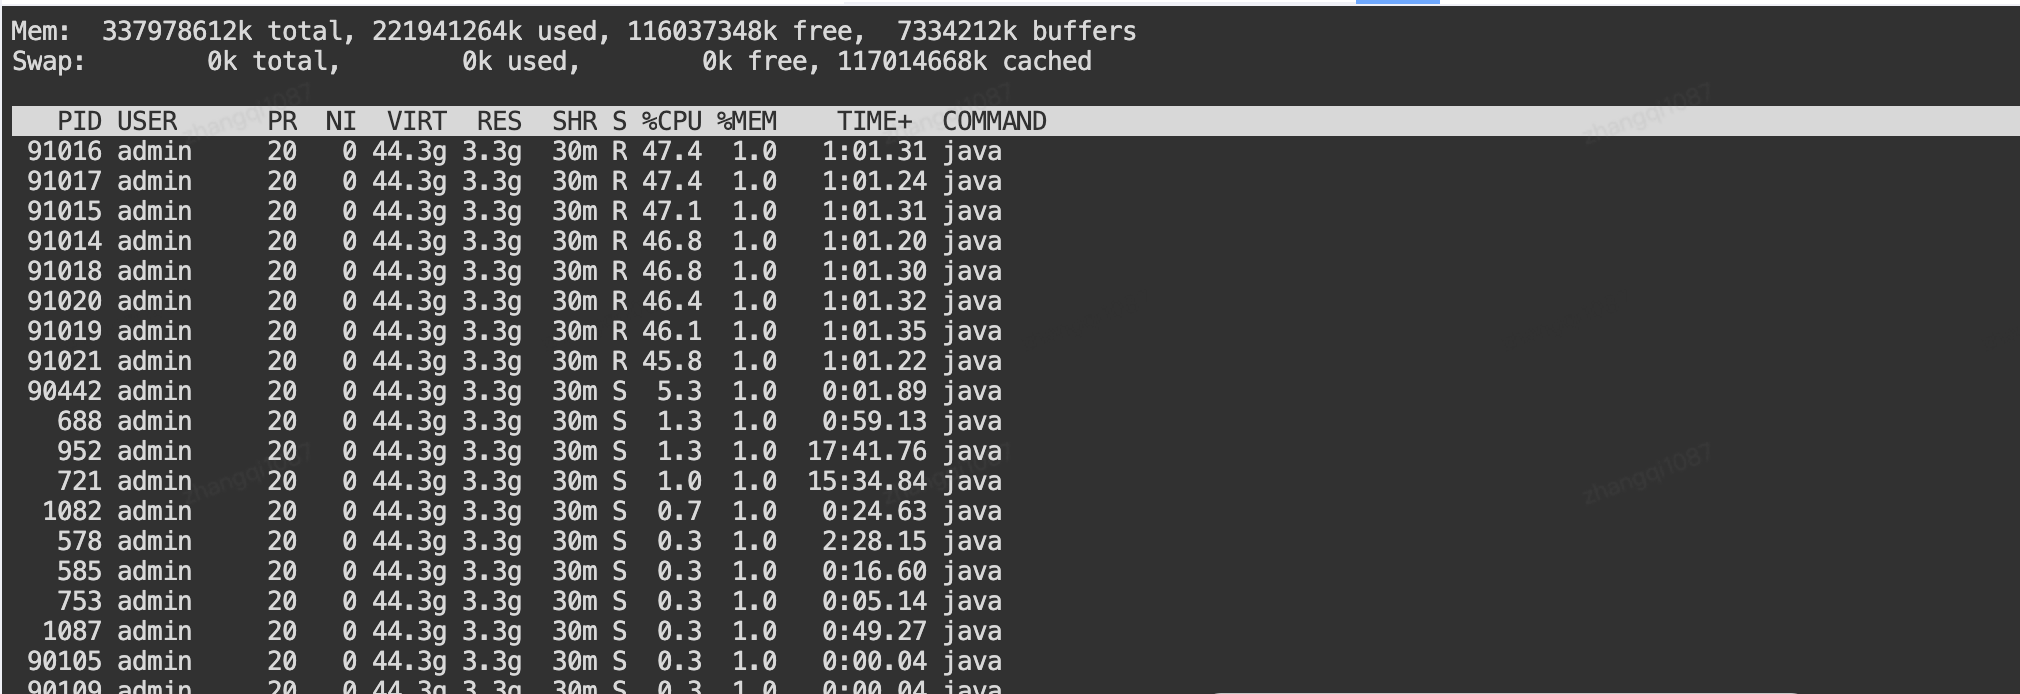 Mem:  337978612k total, 221941264k used, 116037348k free,  7334212k buffers
Swap:        0k total,        0k used,        0k free, 117014668k cached
PID USER PR NI VIRT RES SHR S %CPU %MEM TIME+ COMMAND
91016 admin 20 0 44.3g 3.3g 30m R 47.4 1.0 1:01.31 java
91017 admin 20 0 44.3g 3.3g 30m R 47.4 1.0 1:01.24 java
91015 admin 20 0 44.3g 3.3g 30m R 47.1 1.0 1:01.31 java
91014 admin 20 0 44.3g 3.3g 30m R 46.8 1.0 1:01.20 java
91018 admin 20 0 44.3g 3.3g 30m R 46.8 1.0 1:01.30 java
91020 admin 20 0 44.3g 3.3g 30m R 46.4 1.0 1:01.32 java
91019 admin 20 0 44.3g 3.3g 30m R 46.1 1.0 1:01.35 java
91021 admin 20 0 44.3g 3.3g 30m R 45.8 1.0 1:01.22 java
90442 admin 20 0 44.3g 3.3g 30m S 5.3 1.0 0:01.89 java
688 admin 20 0 44.3g 3.3g 30m S 1.3 1.0 0:59.13 java
952 admin 20 0 44.3g 3.3g 30m S 1.3 1.0 17:41.76 java
721 admin 20 0 44.3g 3.3g 30m S 1.0 1.0 15:34.84 java
1082 admin 20 0 44.3g 3.3g 30m S 0.7 1.0 0:24.63 java
578 admin 20 0 44.3g 3.3g 30m S 0.3 1.0 2:28.15 java
585 admin 20 0 44.3g 3.3g 30m S 0.3 1.0 0:16.60 java
753 admin 20 0 44.3g 3.3g 30m S 0.3 1.0 0:05.14 java
1087 admin 20 0 44.3g 3.3g 30m S 0.3 1.0 0:49.27 java
90105 admin 20 0 44.3g 3.3g 30m S 0.3 1.0 0:00.04 java
90109 admin 20 0 44.3g 3.3g 30m S 0.3 1.0 0:00.04 java
zhangqi1087
zhangqi1087
zhangqi1087
zhangqi1087
zhangqi1087
zhangqi1087